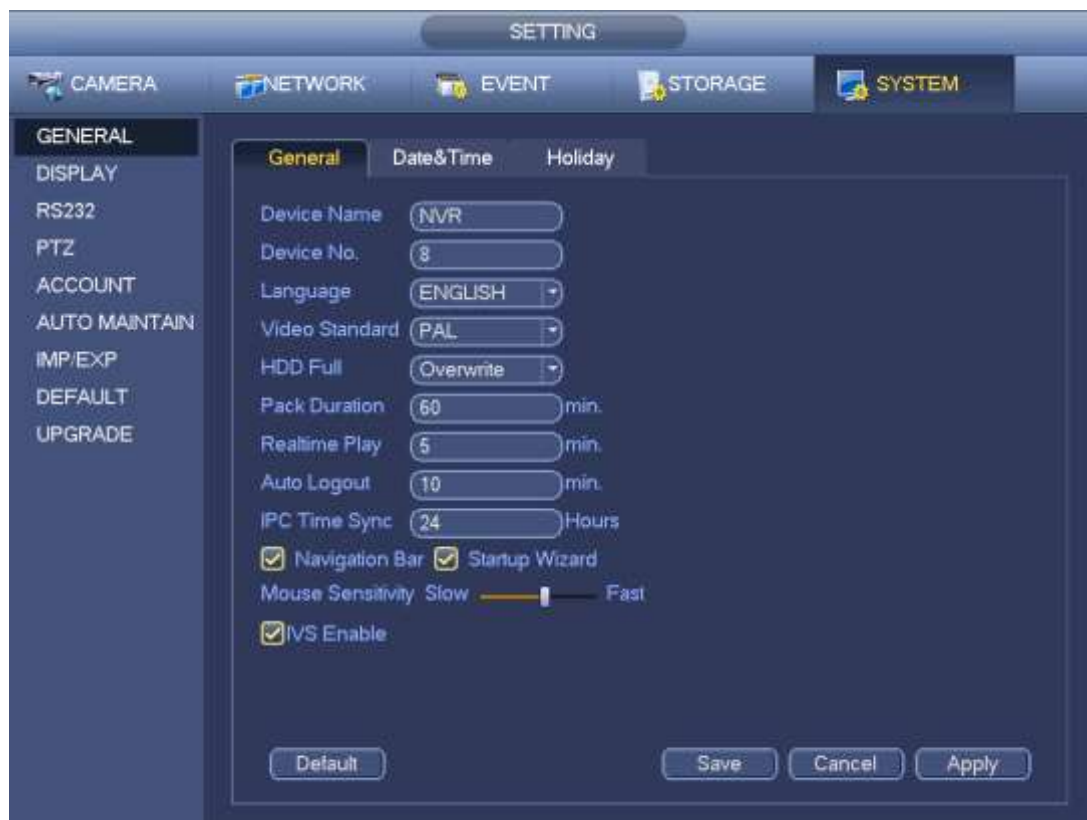 SETTING
CAMERA NETWORK EVENT STORAGE SYSTEM
GENERAL
DISPLAY
RS232
PTZ
ACCOUNT
AUTO MAINTAIN
IMP/EXP
DEFAULT
UPGRADE
General Date&Time Holiday
Device Name NVR
Device No. 8
Language ENGLISH
Video Standard PAL
HDD Full Overwrite
Pack Duration 60 min.
Realtime Play 5 min.
Auto Logout 10 min.
IPC Time Sync 24 Hours
Navigation Bar Startup Wizard
Mouse Sensitivity Slow Fast
IVS Enable
Default Save Cancel Apply